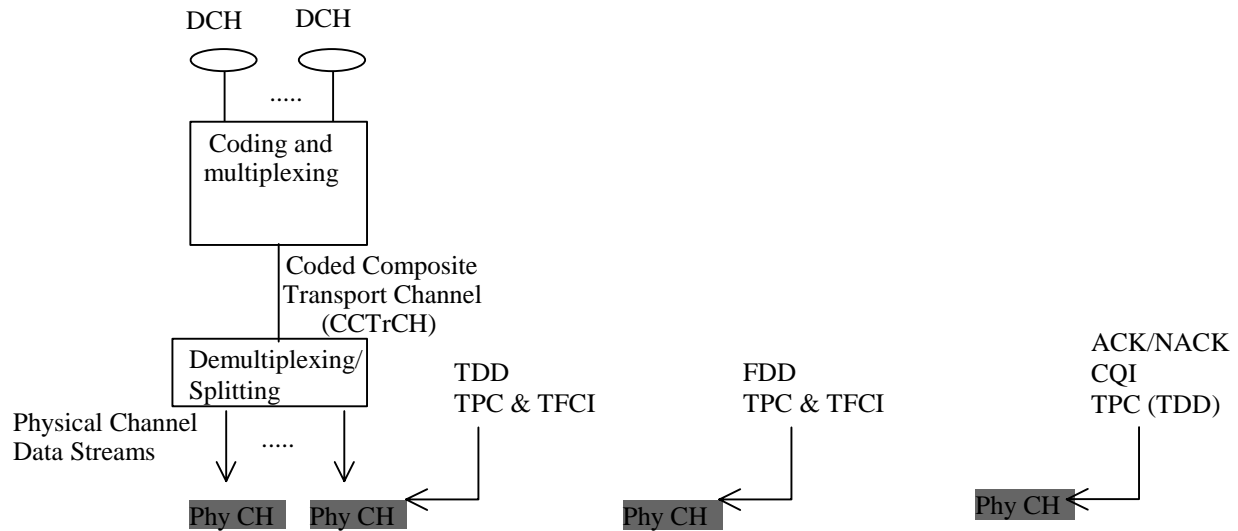 DCH DCH
.....
Coding and
multiplexing
Coded Composite
Transport Channel
(CCTrCH)
Demultiplexing/
Splitting
Physical Channel
Data Streams
.....
TDD
TPC & TFCI
FDD
TPC & TFCI
ACK/NACK
CQI
TPC (TDD)
Phy CH Phy CH Phy CH Phy CH